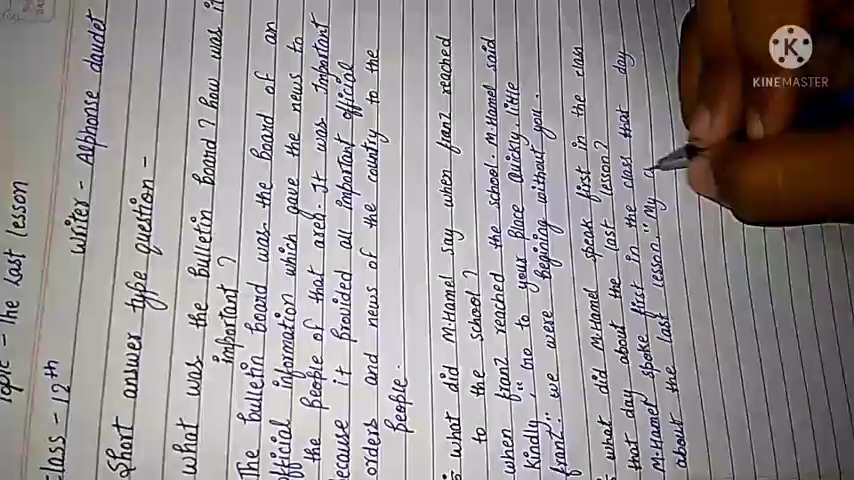 Topic - The Last lesson
Class - 12th
Writer - Alphonse daudet
Short answer type question -
what was the bulletin board? how was it
important?
The bulletin board was the board of an
official information which gave the news to
the people of that area. It was important
because it provided all important official
orders and news of the country to the
people.
what did M.Hamel say when franz reached
to the school?
when franz reached the school. M.Hamel said
kindly, "Go to your place quickly little
franz." we were begining without you.
what did M.Hamel speak first in the class
that day about the last lesson?
M.Hamel spoke first in the class that day
about the last lesson. "My
KINEMASTER